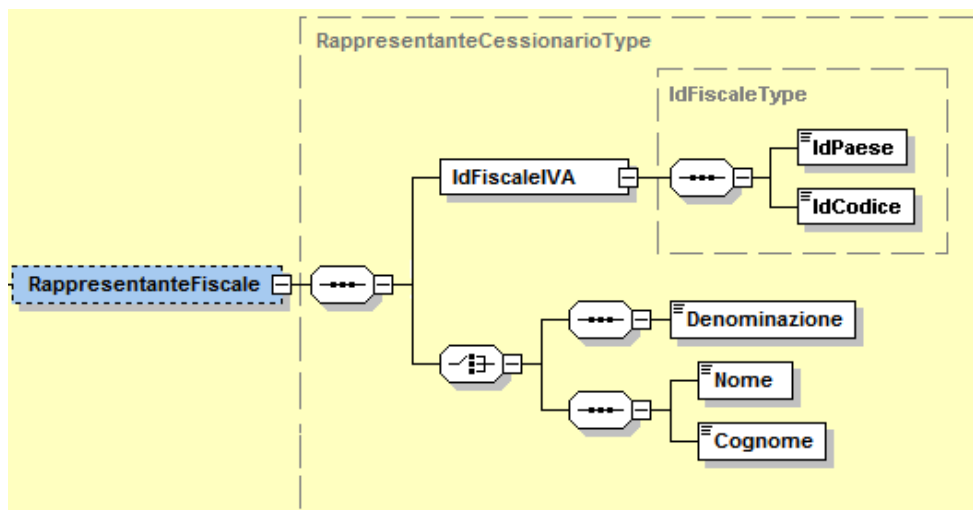 RappresentanteCessionarioType
IdFiscaleType
IdPaese
IdFiscaleIVA
IdCodice
RappresentanteFiscale
Denominazione
Nome
Cognome